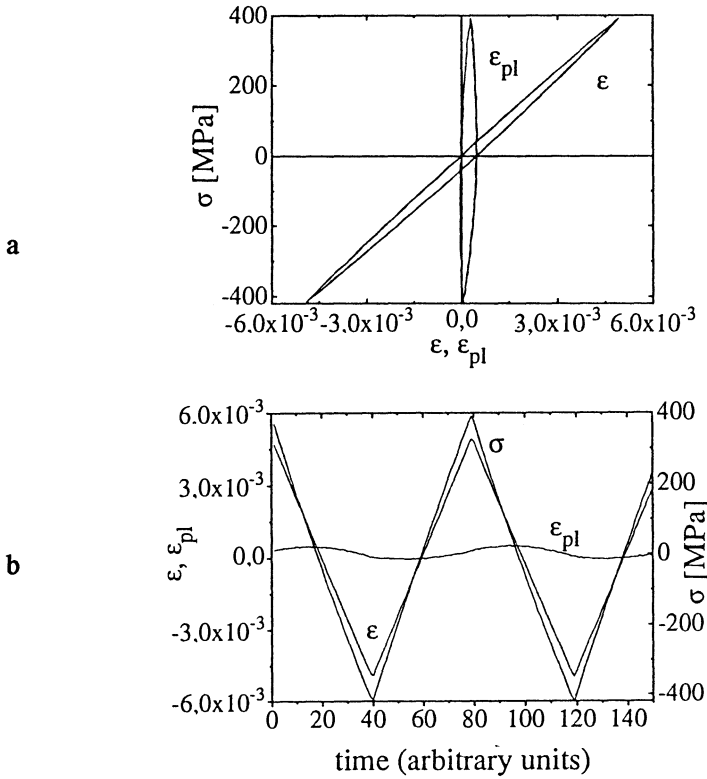 400
200
0
-200
-400
σ [MPa]
ε_pl
ε
a
-6.0x10⁻³ -3.0x10⁻³ 0,0 3,0x10⁻³ 6.0x10⁻³
ε, ε_pl
6.0x10⁻³
3.0x10⁻³
0,0
-3.0x10⁻³
-6.0x10⁻³
ε, ε_pl
σ
ε_pl
ε
400
200
0
-200
-400
σ [MPa]
b
0 20 40 60 80 100 120 140
time (arbitrary units)